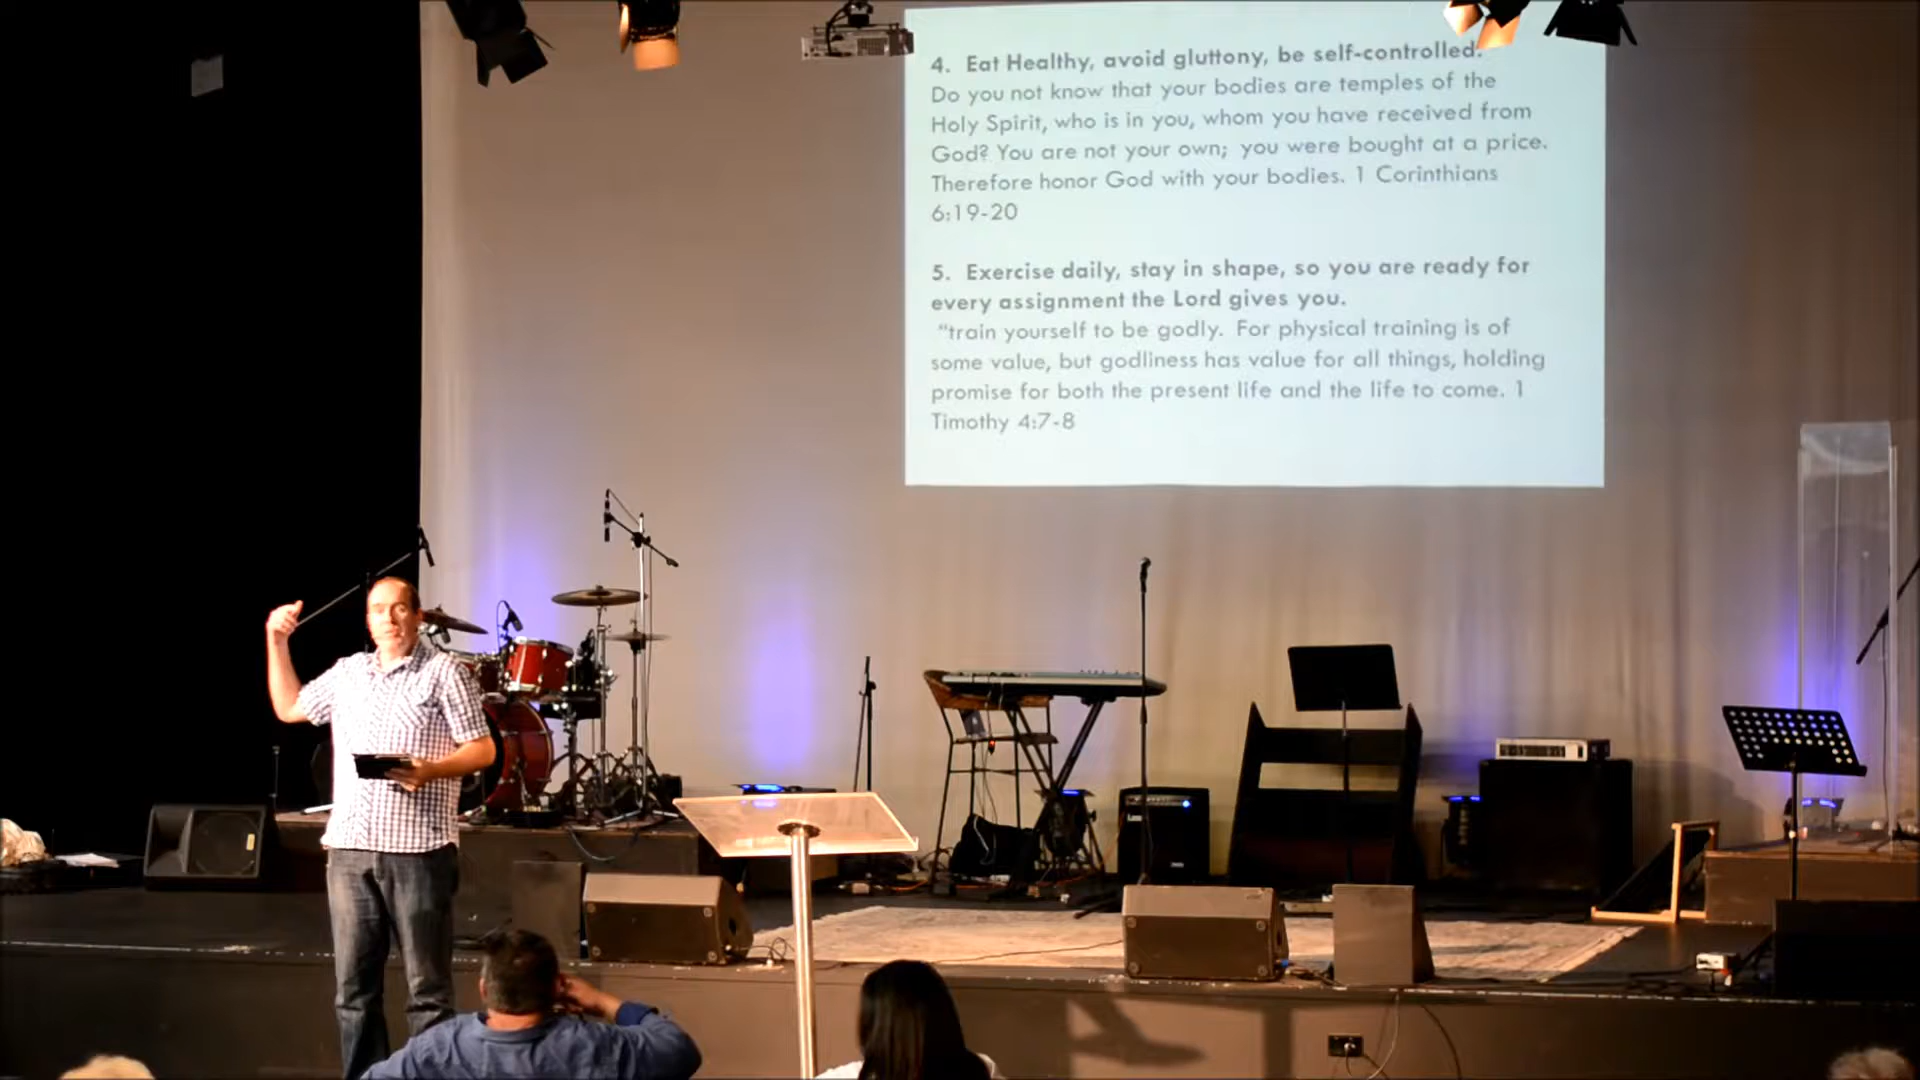 4. Eat Healthy, avoid gluttony, be self-controlled.
Do you not know that your bodies are temples of the
Holy Spirit, who is in you, whom you have received from
God? You are not your own; you were bought at a price.
Therefore honor God with your bodies. 1 Corinthians
6:19-20
5. Exercise daily, stay in shape, so you are ready for
every assignment the Lord gives you.
“train yourself to be godly. For physical training is of
some value, but godliness has value for all things, holding
promise for both the present life and the life to come. 1
Timothy 4:7-8